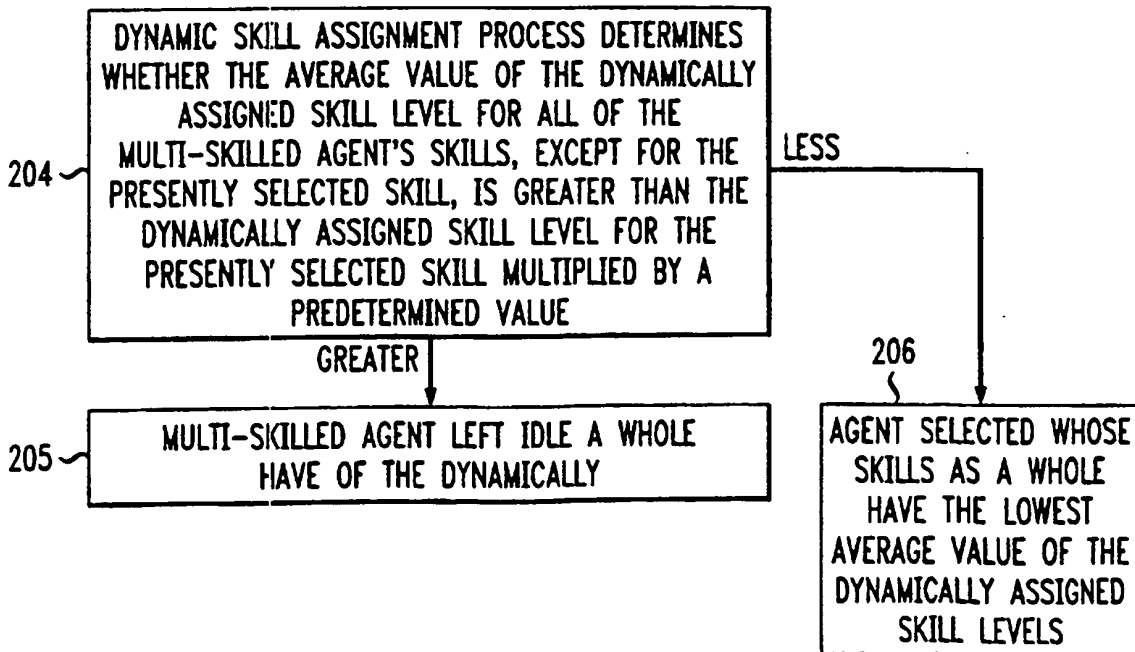 DYNAMIC SKILL ASSIGNMENT PROCESS DETERMINES
WHETHER THE AVERAGE VALUE OF THE DYNAMICALLY
ASSIGNED SKILL LEVEL FOR ALL OF THE
MULTI-SKILLED AGENT'S SKILLS, EXCEPT FOR THE
PRESENTLY SELECTED SKILL, IS GREATER THAN THE
DYNAMICALLY ASSIGNED SKILL LEVEL FOR THE
PRESENTLY SELECTED SKILL MULTIPLIED BY A
PREDETERMINED VALUE
204
LESS
GREATER
206
205
MULTI-SKILLED AGENT LEFT IDLE A WHOLE
HAVE OF THE DYNAMICALLY
AGENT SELECTED WHOSE
SKILLS AS A WHOLE
HAVE THE LOWEST
AVERAGE VALUE OF THE
DYNAMICALLY ASSIGNED
SKILL LEVELS